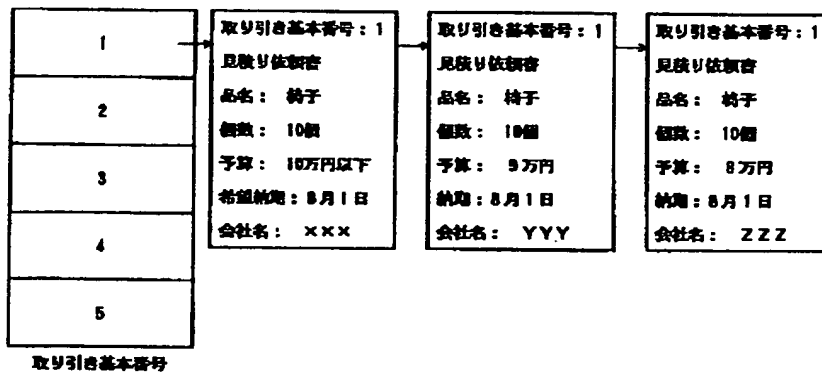 1
2
3
4
5
取り引き基本番号
取り引き基本番号：1
見積り依頼書
品名： 椅子
個数： 10個
予算： 10万円以下
希望納期：8月1日
会社名： ×××
取り引き基本番号：1
見積り依頼書
品名： 椅子
個数： 10個
予算： 9万円
納期：8月1日
会社名： YYY
取り引き基本番号：1
見積り依頼書
品名： 椅子
個数： 10個
予算： 8万円
納期：8月1日
会社名： ZZZ